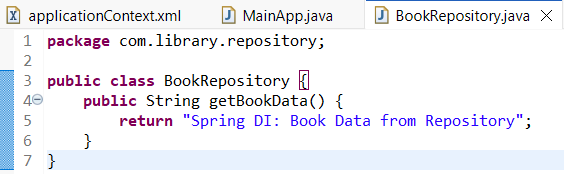 applicationContext.xml MainApp.java BookRepository.java
1 package com.library.repository;
2
3 public class BookRepository {
4 public String getBookData() {
5 return "Spring DI: Book Data from Repository";
6 }
7 }